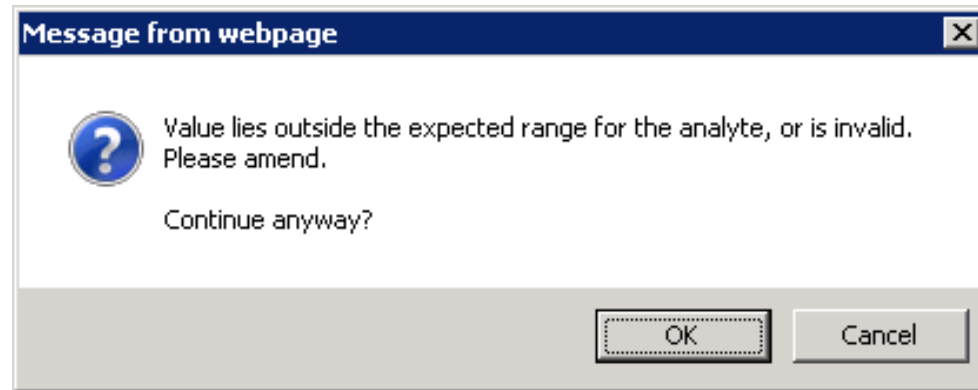 Message from webpage
Value lies outside the expected range for the analyte, or is invalid.
Please amend.
Continue anyway?
OK
Cancel